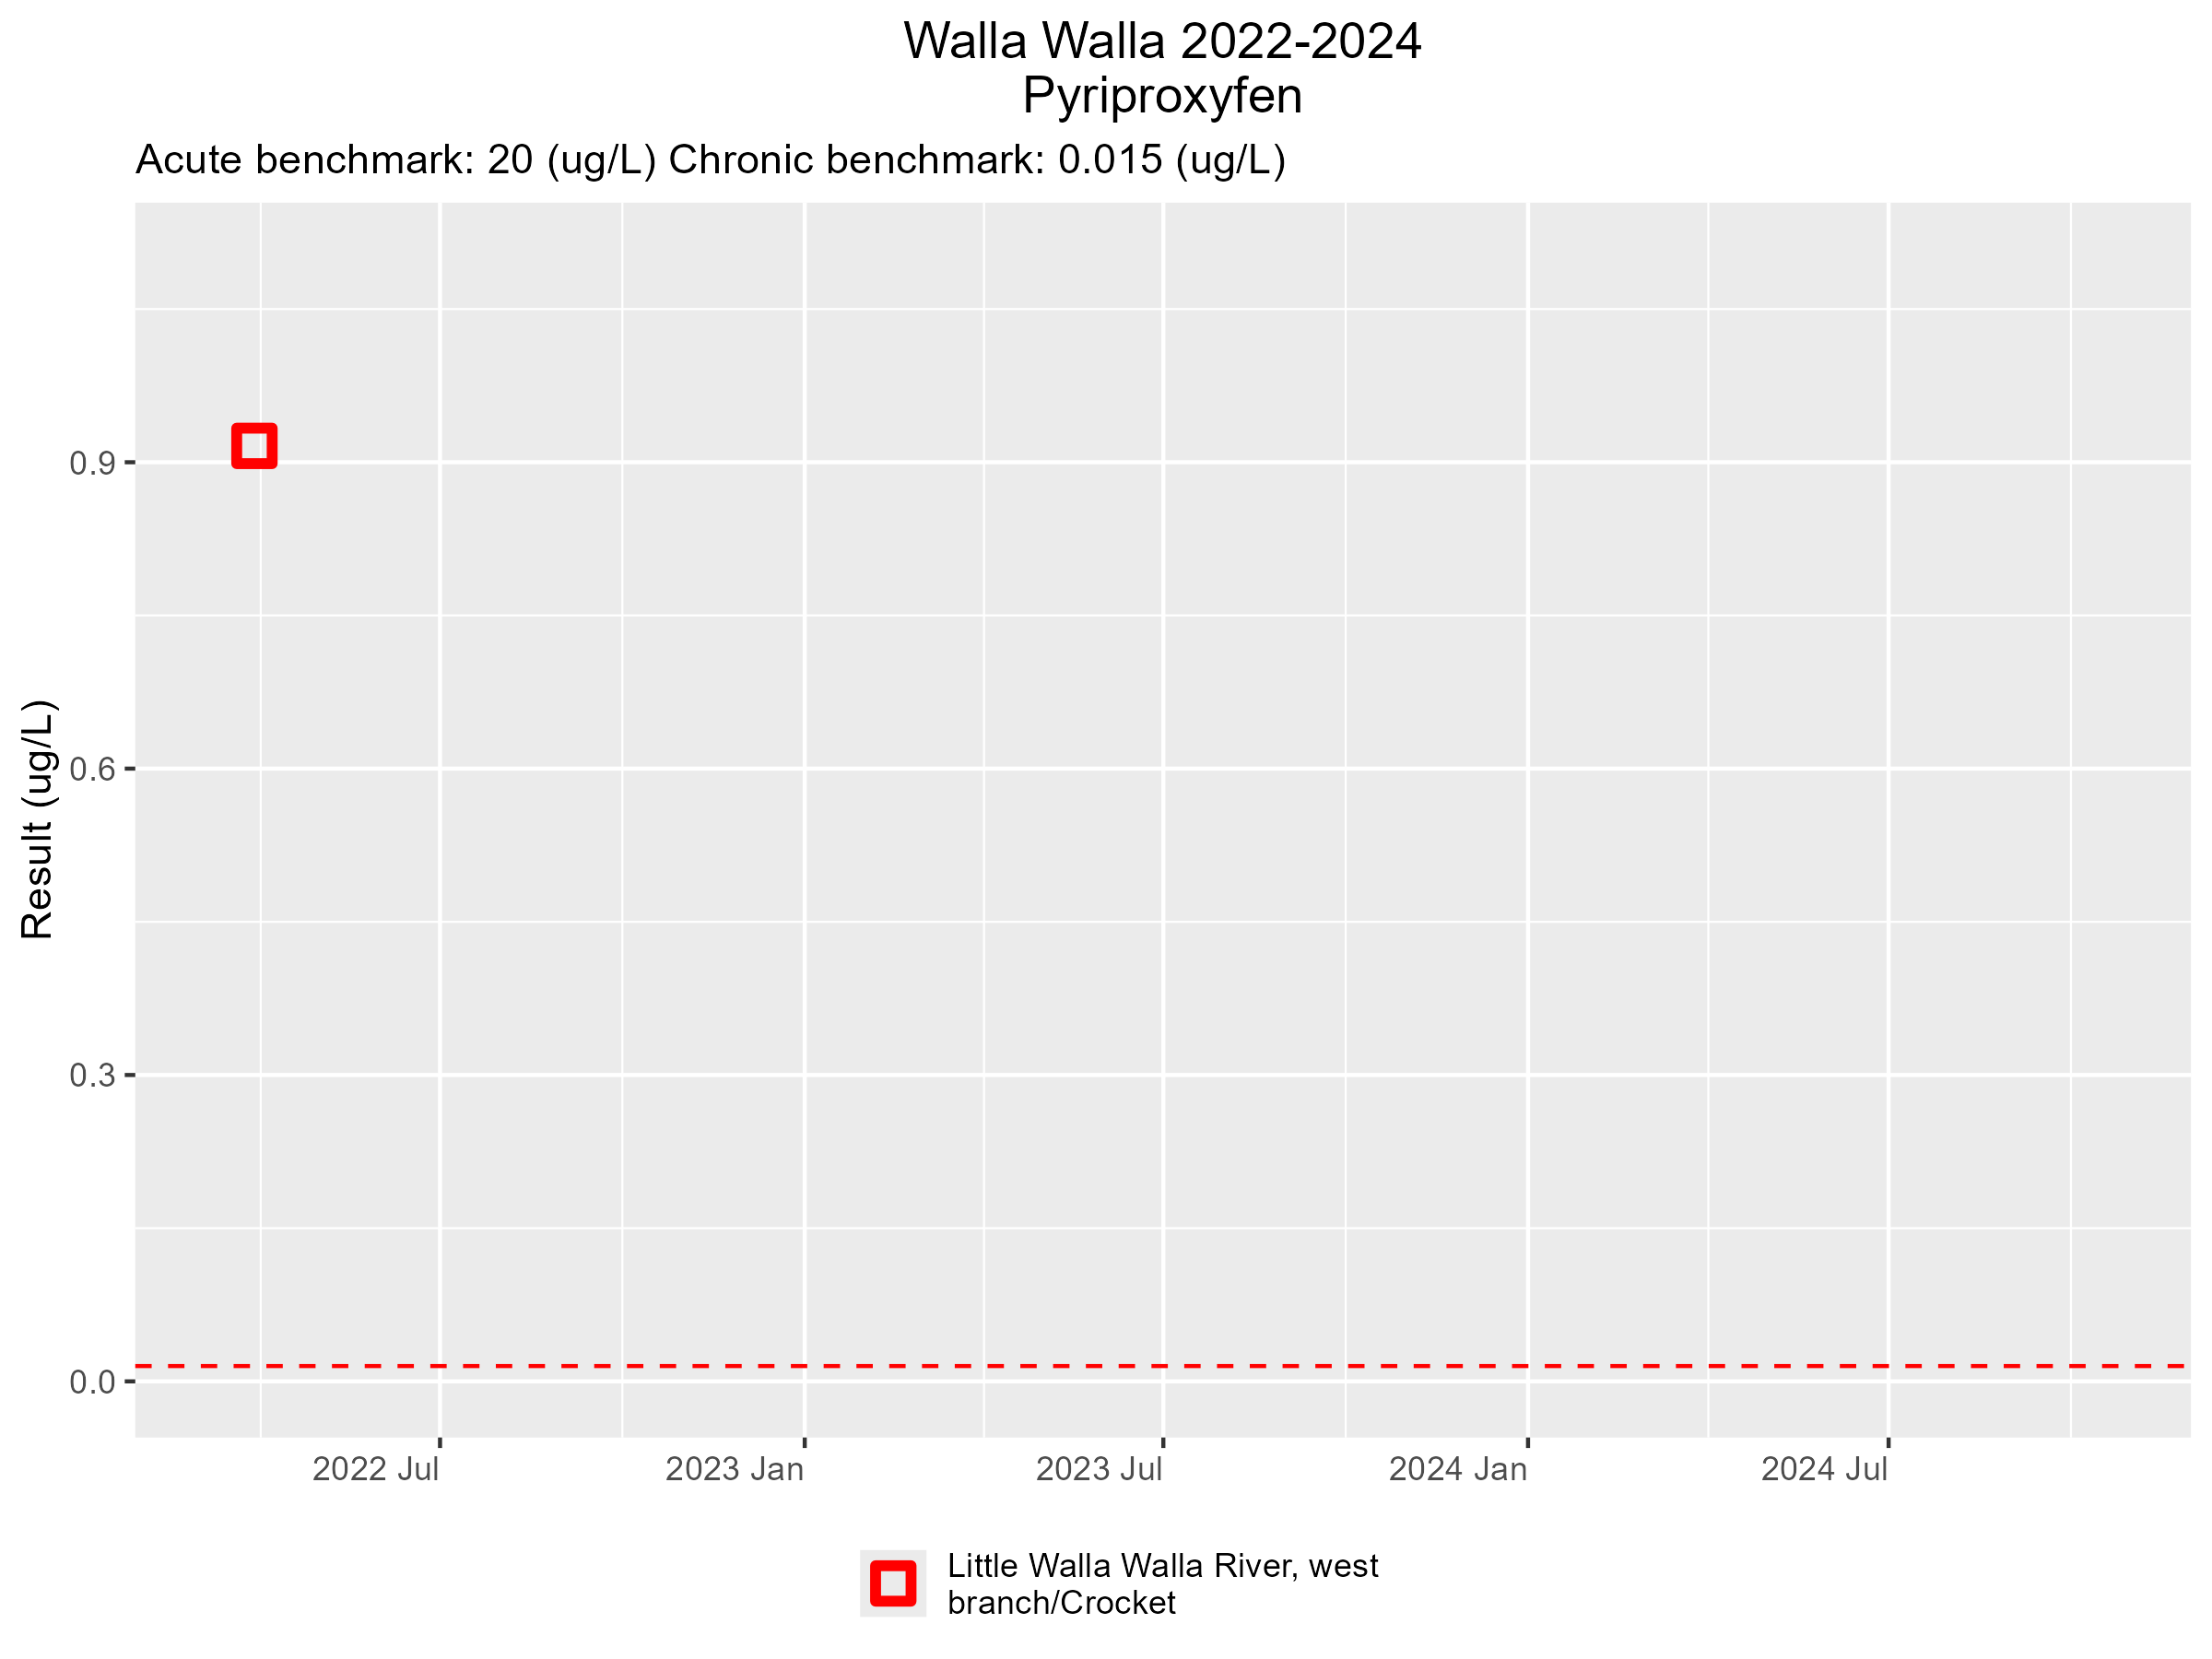 Walla Walla 2022-2024
Pyriproxyfen
Acute benchmark: 20 (ug/L) Chronic benchmark: 0.015 (ug/L)
Result (ug/L)
0.9
0.6
0.3
0.0
2022 Jul
2023 Jan
2023 Jul
2024 Jan
2024 Jul
Little Walla Walla River, west
branch/Crocket